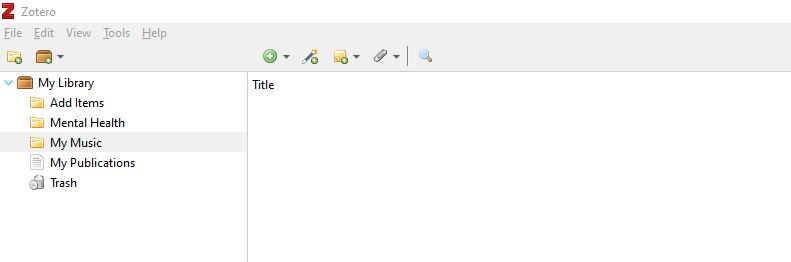 Zotero
File Edit View Tools Help
My Library
Title
Add Items
Mental Health
My Music
My Publications
Trash